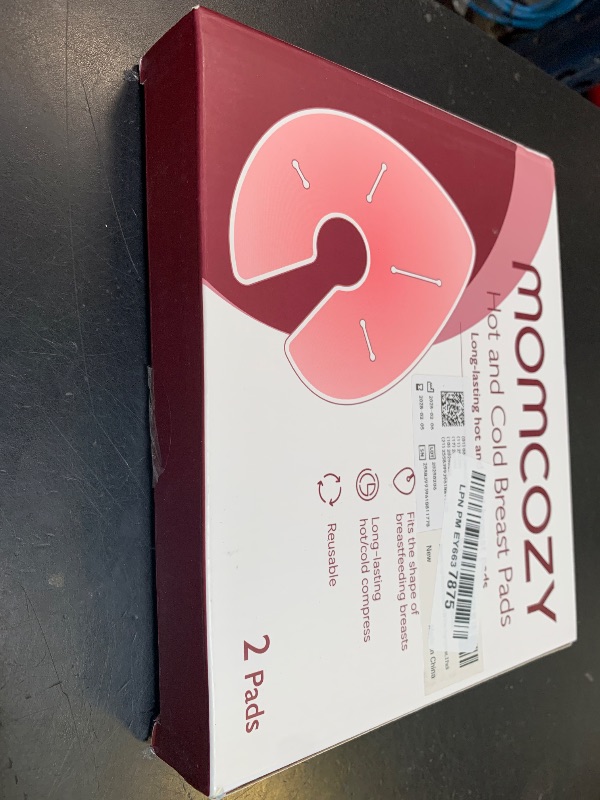 momcozy
Hot and Cold Breast Pads
Long-lasting hot an
LPN PM EY663 7875
New
China
Fits the shape of
breastfeeding breasts
Long-lasting
hot/cold compress
Reusable
2 Pads